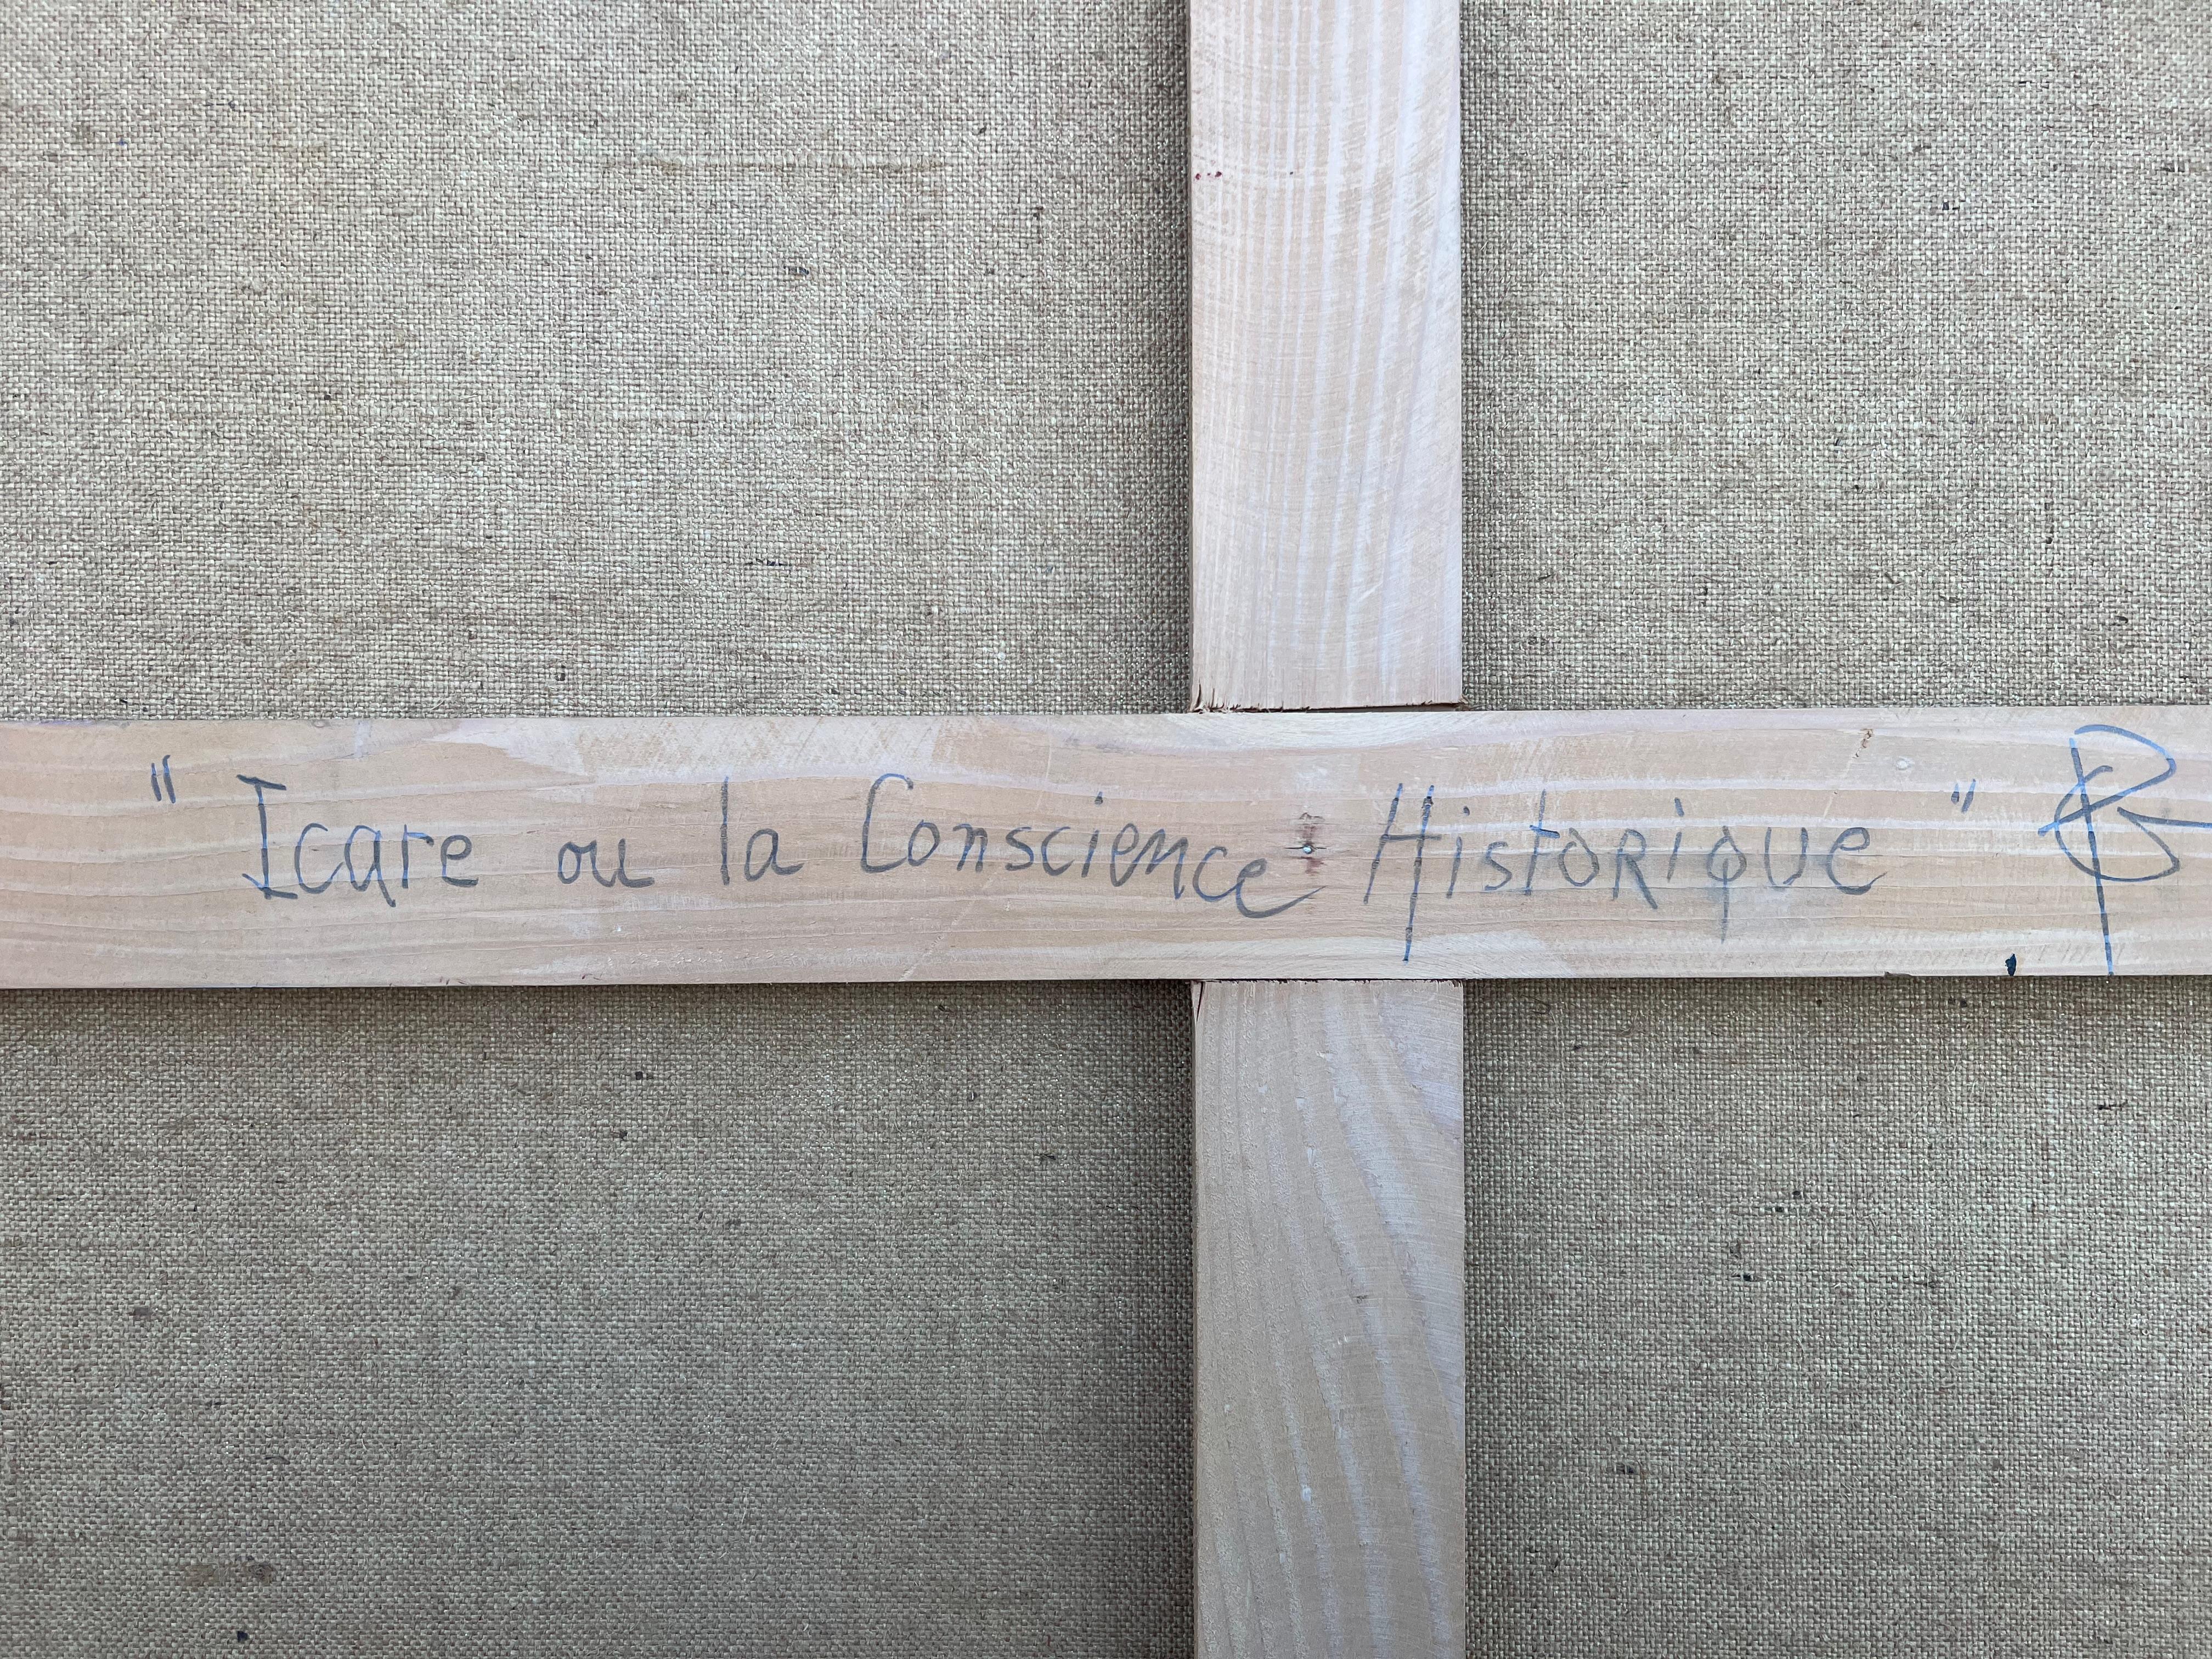 " Icare ou la Conscience Historique "